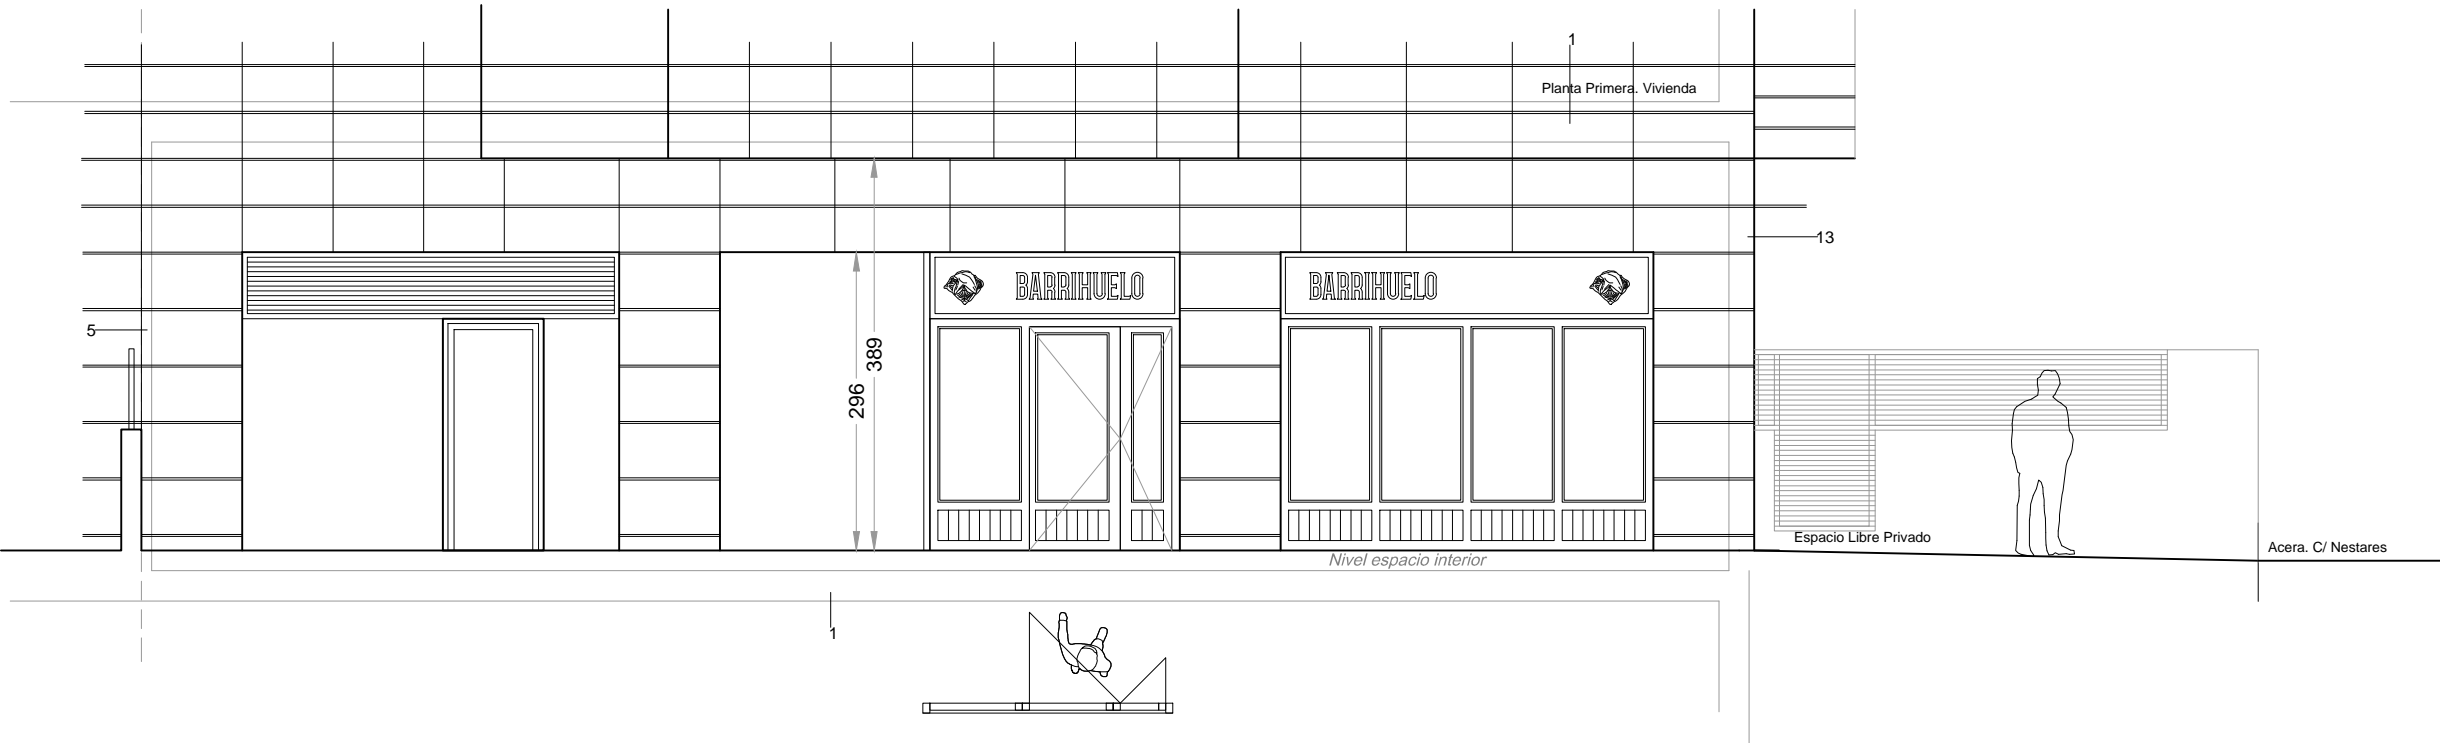 1
Planta Primera. Vivienda
13
BARRIHUELO
BARRIHUELO
5
389
296
Espacio Libre Privado
Acera. C/ Nestares
Nivel espacio interior
1